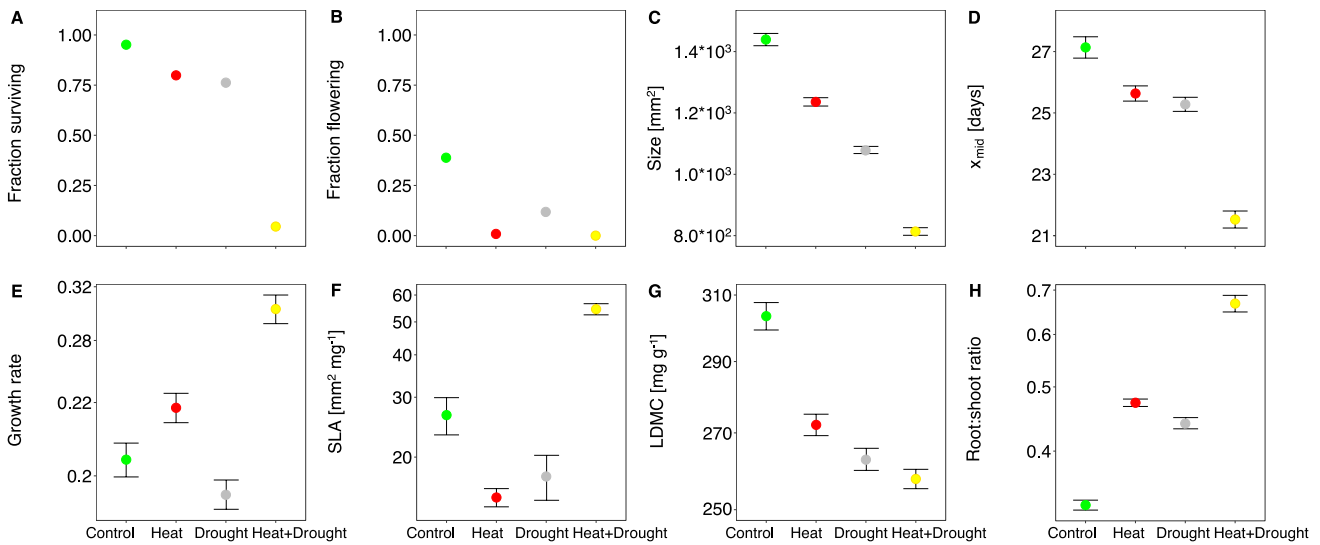 A
Fraction surviving
1.00
0.75
0.50
0.25
0.00
B
Fraction flowering
1.00
0.75
0.50
0.25
0.00
C
Size [mm²]
1.4*10³
1.2*10³
1.0*10³
8.0*10²
D
x_mid [days]
27
25
23
21
E
Growth rate
0.32
0.28
0.22
0.2
Control Heat Drought Heat+Drought
F
SLA [mm² mg⁻¹]
60
50
40
30
20
Control Heat Drought Heat+Drought
G
LDMC [mg g⁻¹]
310
290
270
250
Control Heat Drought Heat+Drought
H
Root:shoot ratio
0.7
0.6
0.5
0.4
Control Heat Drought Heat+Drought